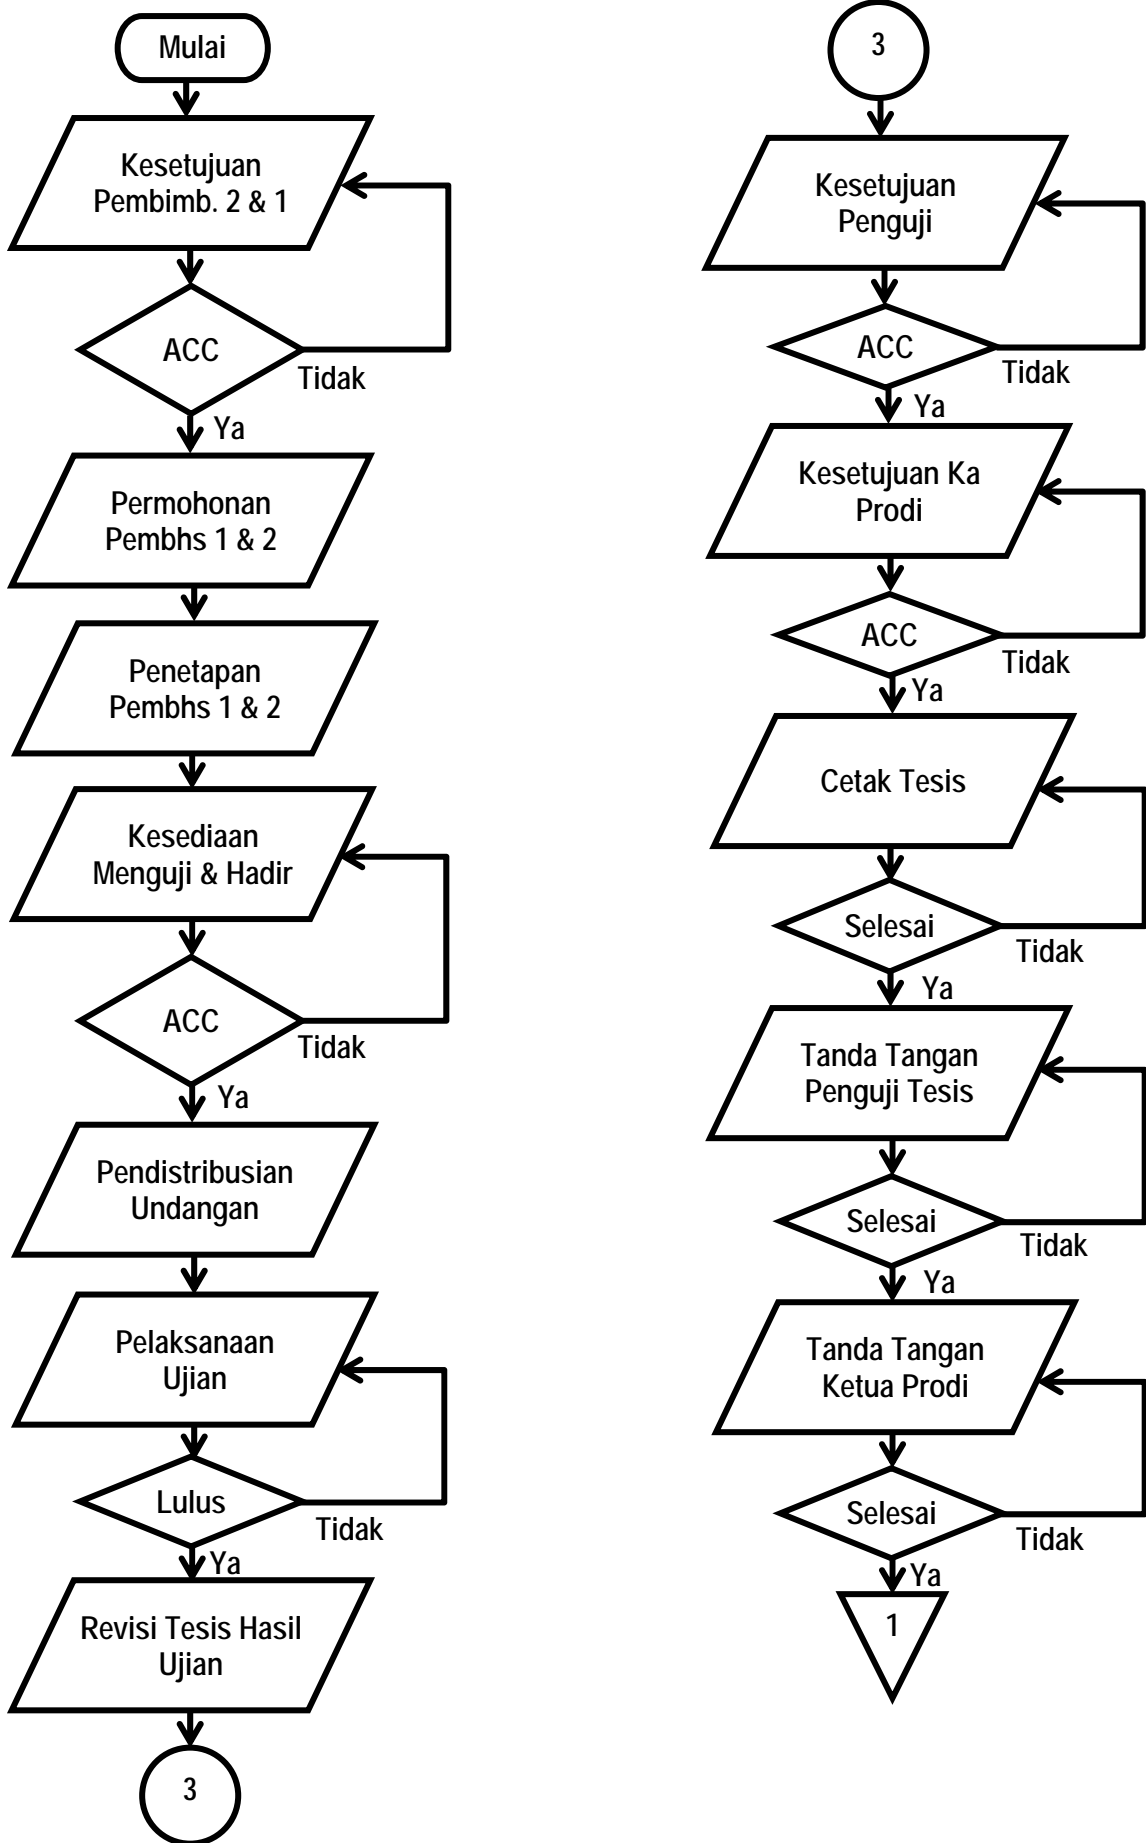 Mulai
Kesetujuan
Pembimb. 2 & 1
ACC
Tidak
Ya
Permohonan
Pembhs 1 & 2
Penetapan
Pembhs 1 & 2
Kesediaan
Menguji & Hadir
ACC
Tidak
Ya
Pendistribusian
Undangan
Pelaksanaan
Ujian
Lulus
Tidak
Ya
Revisi Tesis Hasil
Ujian
3
3
Kesetujuan
Penguji
ACC
Tidak
Ya
Kesetujuan Ka
Prodi
ACC
Tidak
Ya
Cetak Tesis
Selesai
Tidak
Ya
Tanda Tangan
Penguji Tesis
Selesai
Tidak
Ya
Tanda Tangan
Ketua Prodi
Selesai
Tidak
Ya
1